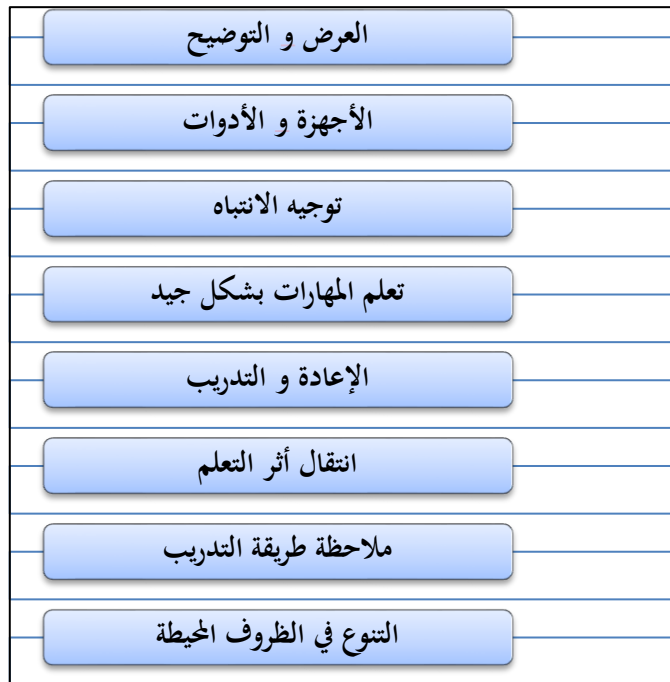 العرض و التوضيح
الأجهزة و الأدوات
توجيه الانتباه
تعلم المهارات بشكل جيد
الإعادة و التدريب
انتقال أثر التعلم
ملاحظة طريقة التدريب
التنوع في الظروف المحيطة